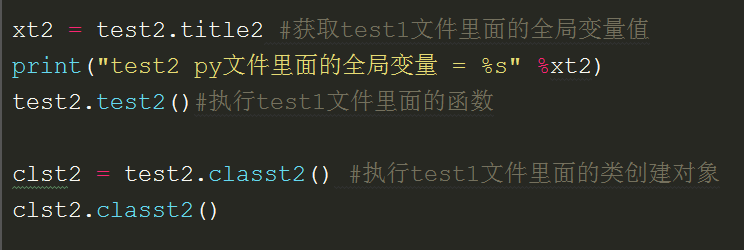 xt2 = test2.title2 #获取test1文件里面的全局变量值
print("test2 py文件里面的全局变量 = %s" %xt2)
test2.test2()#执行test1文件里面的函数
clst2 = test2.classt2() #执行test1文件里面的类创建对象
clst2.classt2()